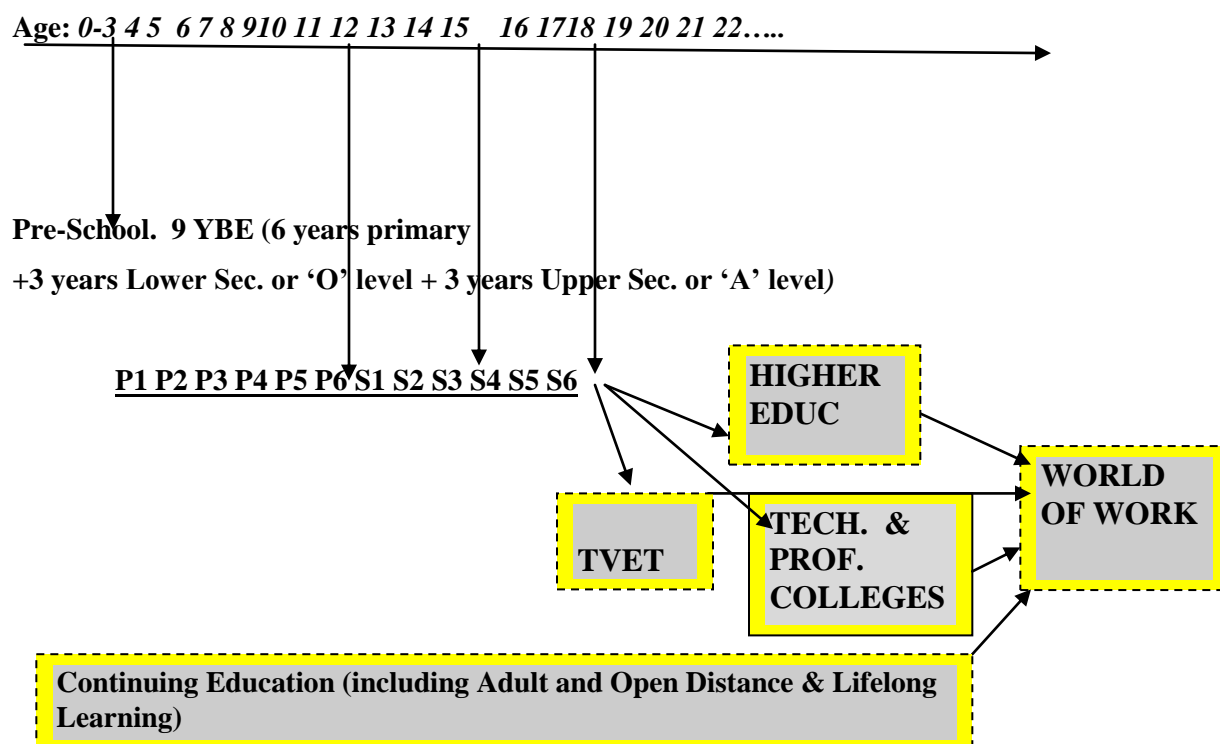 Age: 0-3 4 5 6 7 8 910 11 12 13 14 15 16 1718 19 20 21 22…..
Pre-School. 9 YBE (6 years primary
+3 years Lower Sec. or ‘O’ level + 3 years Upper Sec. or ‘A’ level)
P1 P2 P3 P4 P5 P6 S1 S2 S3 S4 S5 S6
HIGHER
EDUC
WORLD
OF WORK
TVET
TECH. &
PROF.
COLLEGES
Continuing Education (including Adult and Open Distance & Lifelong
Learning)